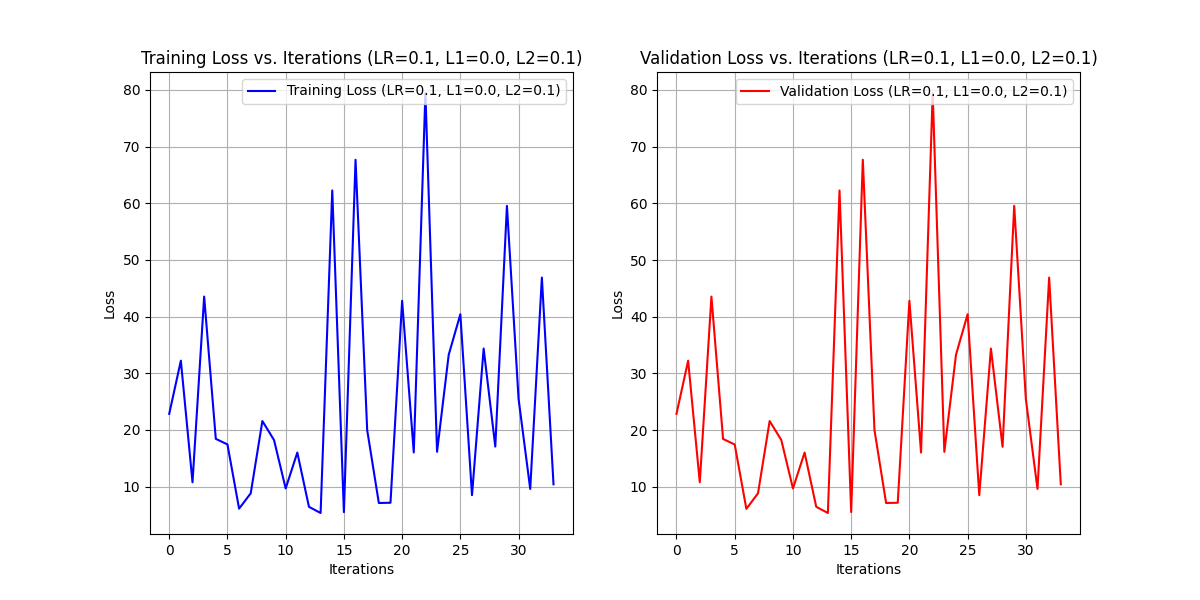 Training Loss vs. Iterations (LR=0.1, L1=0.0, L2=0.1)
Training Loss (LR=0.1, L1=0.0, L2=0.1)
80
70
60
50
40
30
20
10
Loss
0 5 10 15 20 25 30
Iterations
Validation Loss vs. Iterations (LR=0.1, L1=0.0, L2=0.1)
Validation Loss (LR=0.1, L1=0.0, L2=0.1)
80
70
60
50
40
30
20
10
Loss
0 5 10 15 20 25 30
Iterations